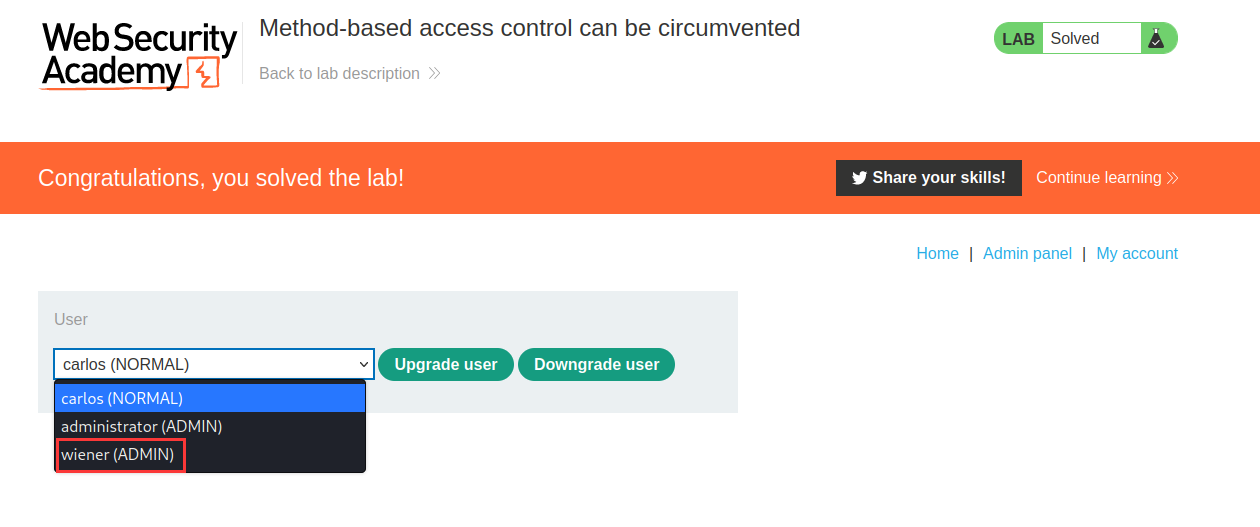 Web Security
Academy
Method-based access control can be circumvented
Back to lab description
LAB Solved
Congratulations, you solved the lab!
Share your skills!
Continue learning
Home | Admin panel | My account
User
carlos (NORMAL)
Upgrade user
Downgrade user
carlos (NORMAL)
administrator (ADMIN)
wiener (ADMIN)